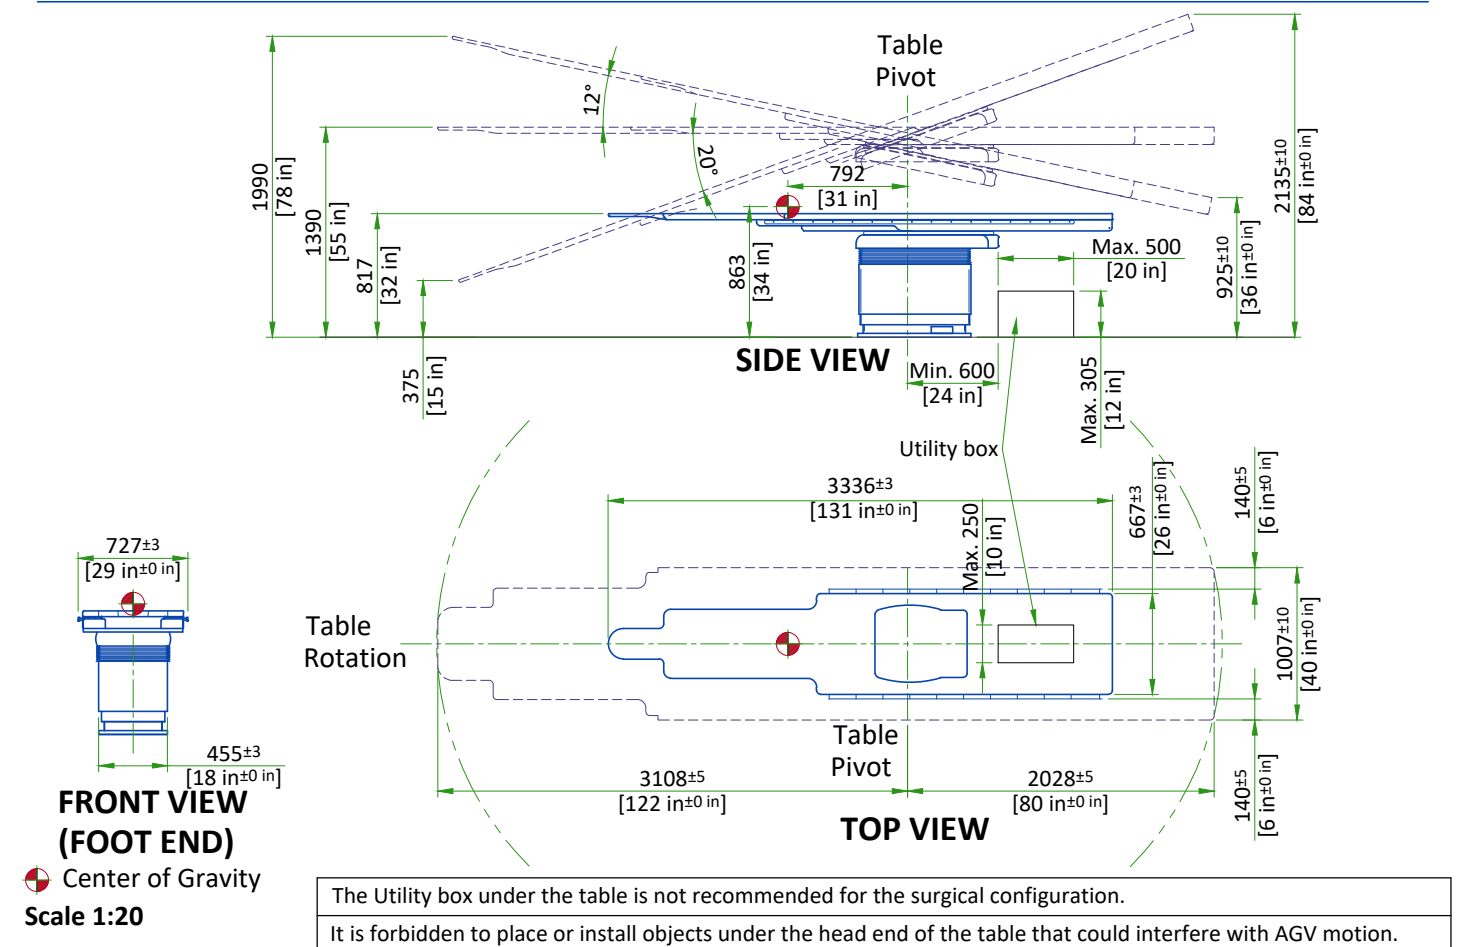 Table
Pivot
12°
20°
1990
[78 in]
1390
[55 in]
817
[32 in]
375
[15 in]
792
[31 in]
863
[34 in]
Max. 500
[20 in]
925±10
[36 in±0 in]
2135±10
[84 in±0 in]
SIDE VIEW
Min. 600
[24 in]
Max. 305
[12 in]
Utility box
3336±3
[131 in±0 in]
Max. 250
[10 in]
667±3
[26 in±0 in]
140±5
[6 in±0 in]
727±3
[29 in±0 in]
Table
Rotation
1007±10
[40 in±0 in]
Table
Pivot
455±3
[18 in±0 in]
3108±5
[122 in±0 in]
2028±5
[80 in±0 in]
140±5
[6 in±0 in]
FRONT VIEW
(FOOT END)
TOP VIEW
Center of Gravity
Scale 1:20
The Utility box under the table is not recommended for the surgical configuration.
It is forbidden to place or install objects under the head end of the table that could interfere with AGV motion.